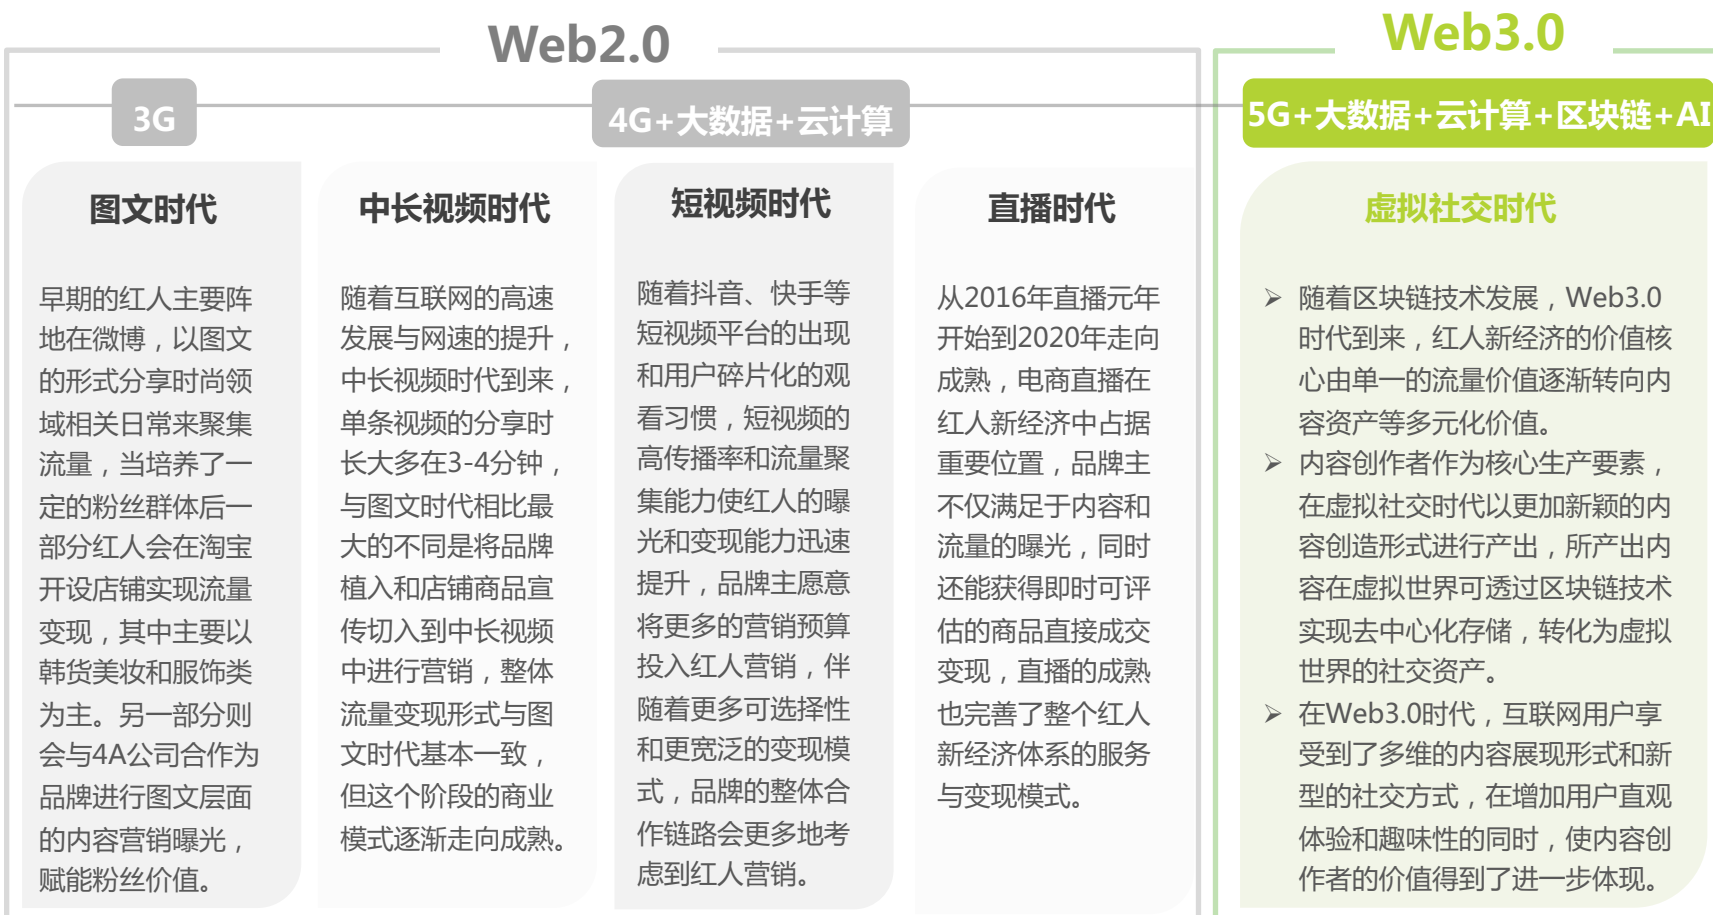 Web2.0
Web3.0
3G
4G+大数据+云计算
5G+大数据+云计算+区块链+AI
图文时代
早期的红人主要阵
地在微博，以图文
的形式分享时尚领
域相关日常来聚集
流量，当培养了一
定的粉丝群体后一
部分红人会在淘宝
开设店铺实现流量
变现，其中主要以
韩货美妆和服饰类
为主。另一部分则
会与4A公司合作为
品牌进行图文层面
的内容营销曝光，
赋能粉丝价值。
中长视频时代
随着互联网的高速
发展与网速的提升，
中长视频时代到来，
单条视频的分享时
长大多在3-4分钟，
与图文时代相比最
大的不同是将品牌
植入和店铺商品宣
传切入到中长视频
中进行营销，整体
流量变现形式与图
文时代基本一致，
但这个阶段的商业
模式逐渐走向成熟。
短视频时代
随着抖音、快手等
短视频平台的出现
和用户碎片化的观
看习惯，短视频的
高传播率和流量聚
集能力使红人的曝
光和变现能力迅速
提升，品牌主愿意
将更多的营销预算
投入红人营销，伴
随着更多可选择性
和更宽泛的变现模
式，品牌的整体合
作链路会更多地考
虑到红人营销。
直播时代
从2016年直播元年
开始到2020年走向
成熟，电商直播在
红人新经济中占据
重要位置，品牌主
不仅满足于内容和
流量的曝光，同时
还能获得即时可评
估的商品直接成交
变现，直播的成熟
也完善了整个红人
新经济体系的服务
与变现模式。
虚拟社交时代
➢ 随着区块链技术发展，Web3.0
时代到来，红人新经济的价值核
心由单一的流量价值逐渐转向内
容资产等多元化价值。
➢ 内容创作者作为核心生产要素，
在虚拟社交时代以更加新颖的内
容创造形式进行产出，所产出内
容在虚拟世界可透过区块链技术
实现去中心化存储，转化为虚拟
世界的社交资产。
➢ 在Web3.0时代，互联网用户享
受到了多维的内容展现形式和新
型的社交方式，在增加用户直观
体验和趣味性的同时，使内容创
作者的价值得到了进一步体现。